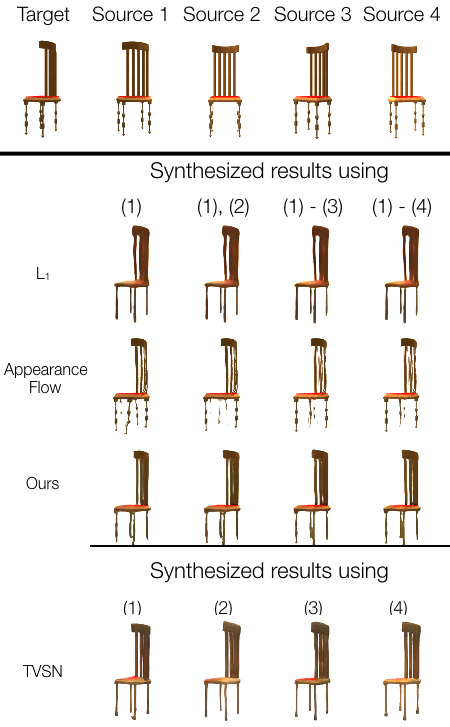 Target Source 1 Source 2 Source 3 Source 4
Synthesized results using
(1) (1), (2) (1) - (3) (1) - (4)
L₁
Appearance
Flow
Ours
Synthesized results using
(1) (2) (3) (4)
TVSN